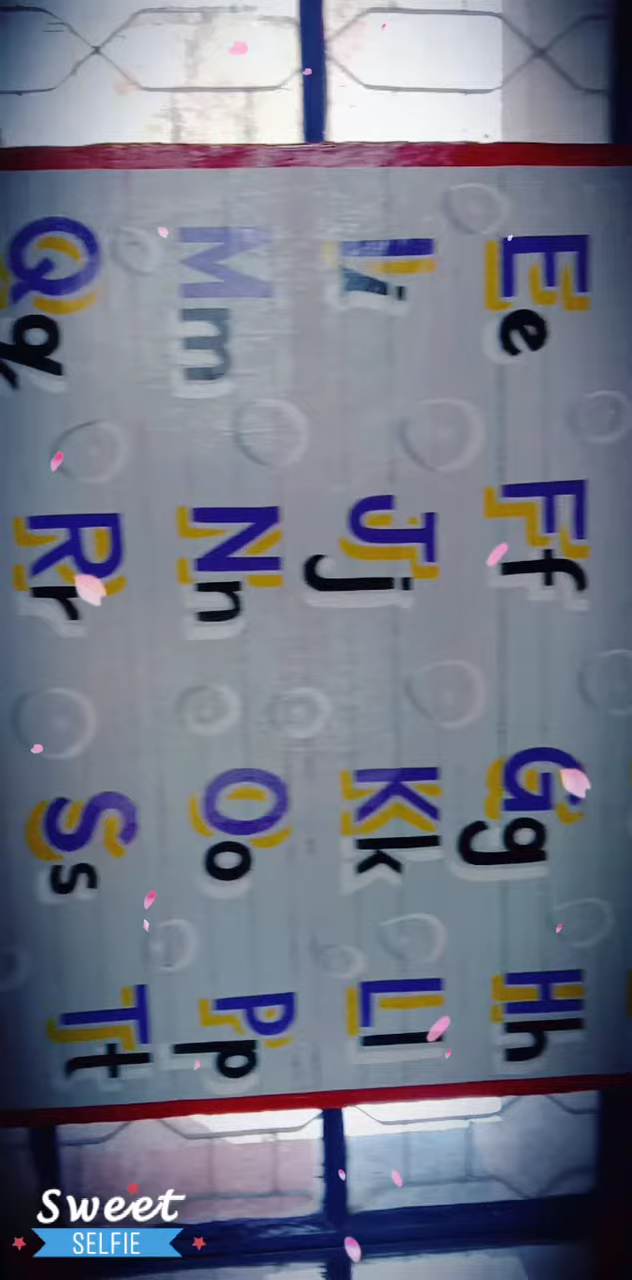 Ee Ff Gg Hh
Ii Jj Kk Ll
Mm Nn Oo Pp
Qq Rr Ss Tt
Sweet
SELFIE